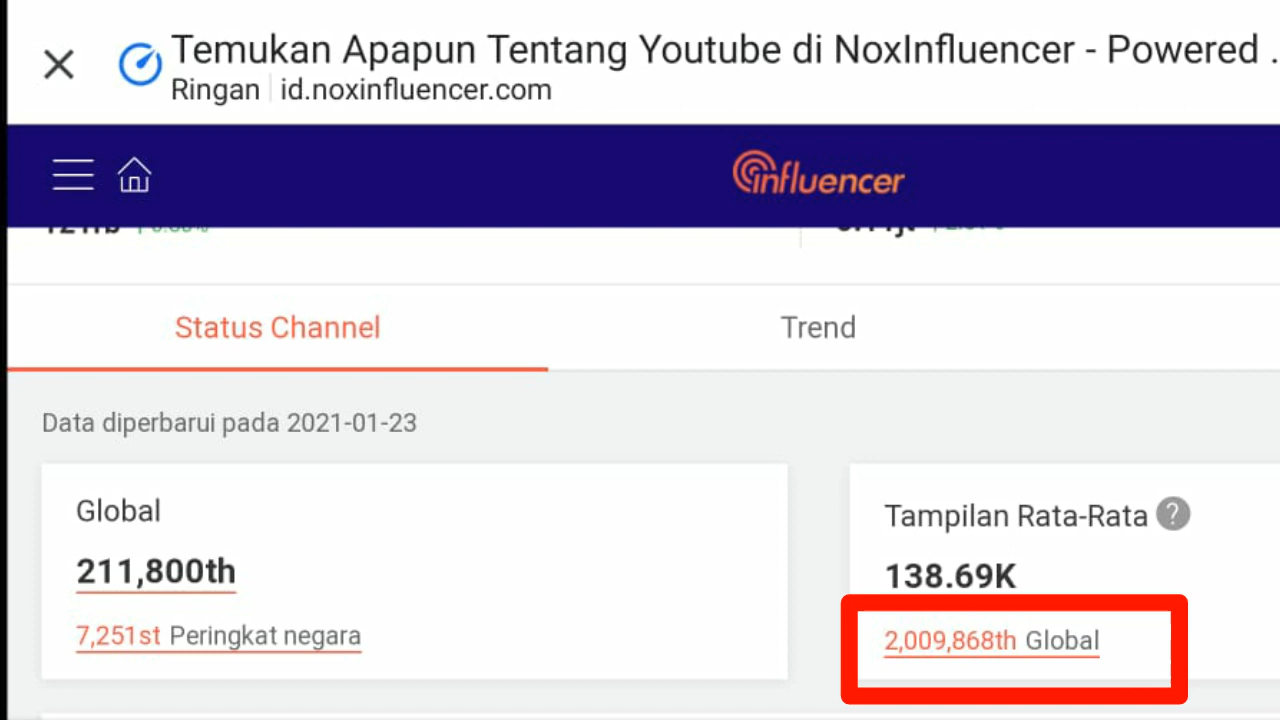 Temukan Apapun Tentang Youtube di NoxInfluencer - Powered .
Ringan id.noxinfluencer.com
influencer
Status Channel Trend
Data diperbarui pada 2021-01-23
Global
211,800th
7,251st Peringkat negara
Tampilan Rata-Rata ?
138.69K
2,009,868th Global